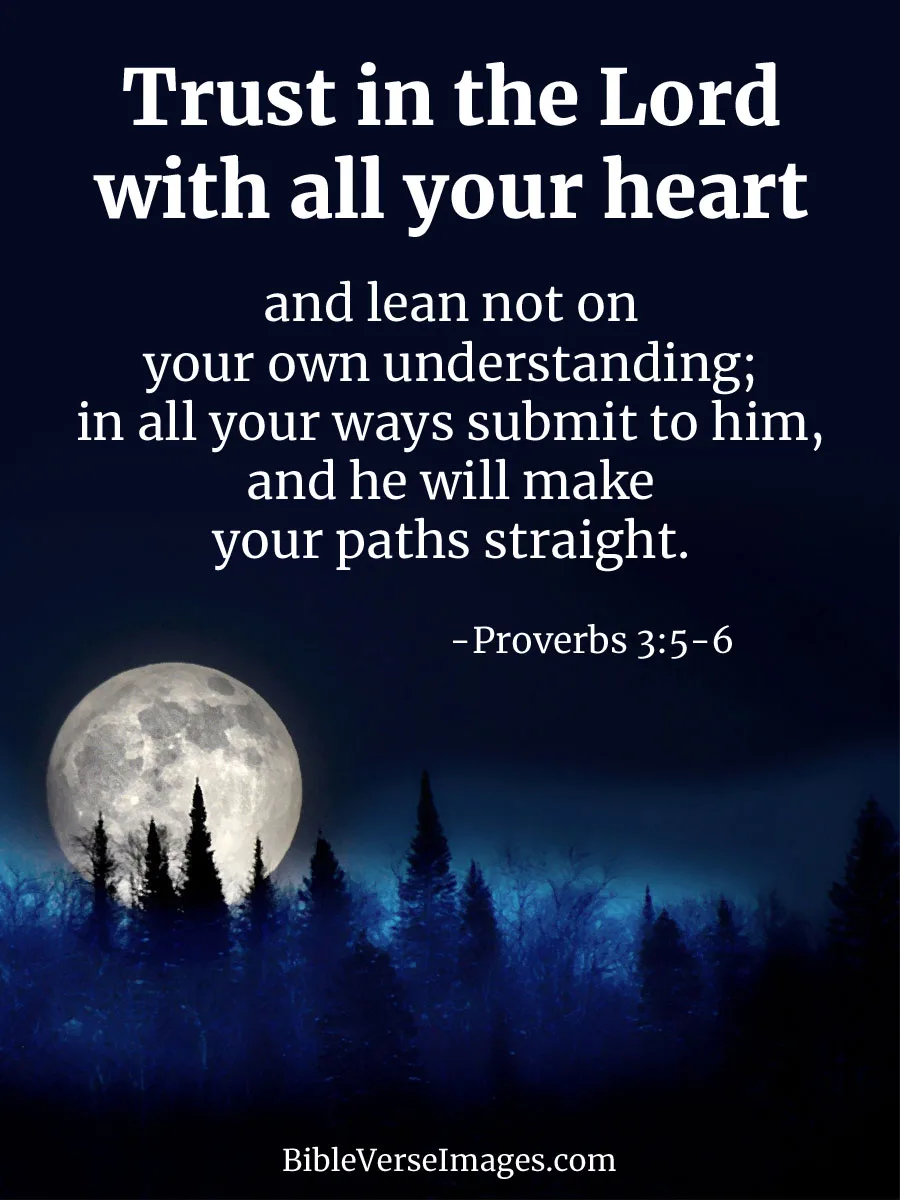 Trust in the Lord
with all your heart
and lean not on
your own understanding;
in all your ways submit to him,
and he will make
your paths straight.
-Proverbs 3:5-6
BibleVerseImages.com